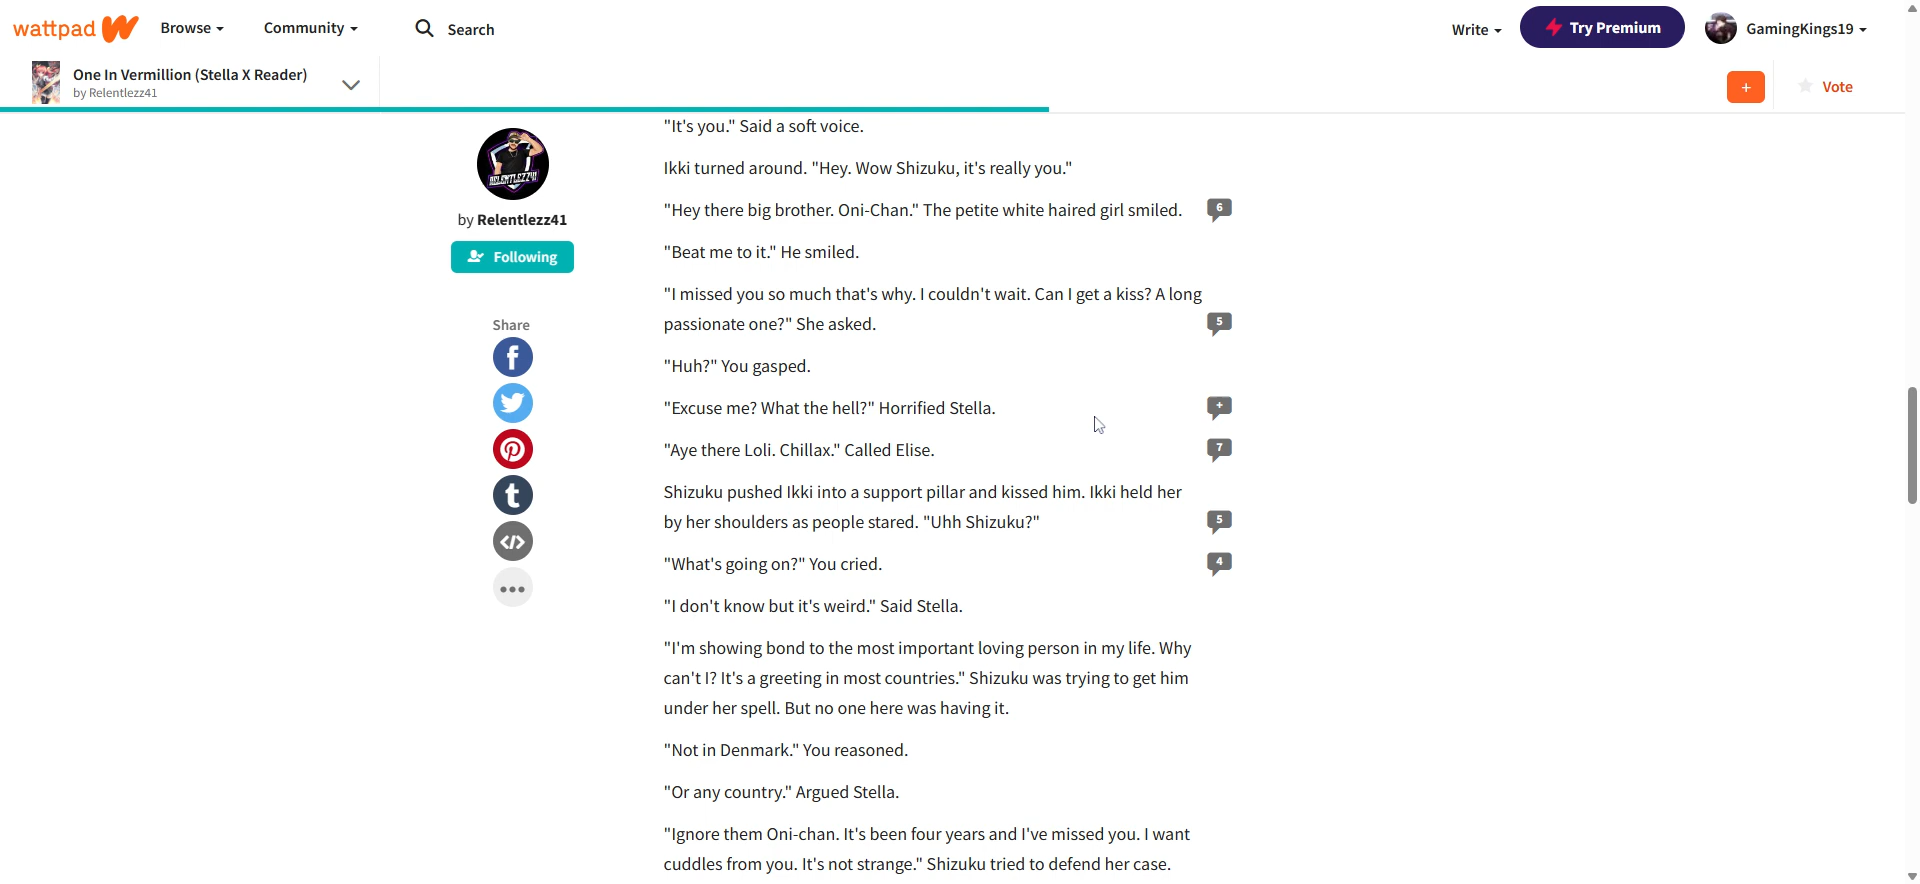 wattpad
Browse
Community
Search
Write
Try Premium
GamingKings19
One In Vermillion (Stella X Reader)
by Relentlezz41
+
Vote
RELENTLEZZ41
by Relentlezz41
Following
Share
"It's you." Said a soft voice.
Ikki turned around. "Hey. Wow Shizuku, it's really you."
"Hey there big brother. Oni-Chan." The petite white haired girl smiled.
6
"Beat me to it." He smiled.
"I missed you so much that's why. I couldn't wait. Can I get a kiss? A long
passionate one?" She asked.
5
"Huh?" You gasped.
"Excuse me? What the hell?" Horrified Stella.
+
"Aye there Loli. Chillax." Called Elise.
7
Shizuku pushed Ikki into a support pillar and kissed him. Ikki held her
by her shoulders as people stared. "Uhh Shizuku?"
5
"What's going on?" You cried.
4
"I don't know but it's weird." Said Stella.
"I'm showing bond to the most important loving person in my life. Why
can't I? It's a greeting in most countries." Shizuku was trying to get him
under her spell. But no one here was having it.
"Not in Denmark." You reasoned.
"Or any country." Argued Stella.
"Ignore them Oni-chan. It's been four years and I've missed you. I want
cuddles from you. It's not strange." Shizuku tried to defend her case.